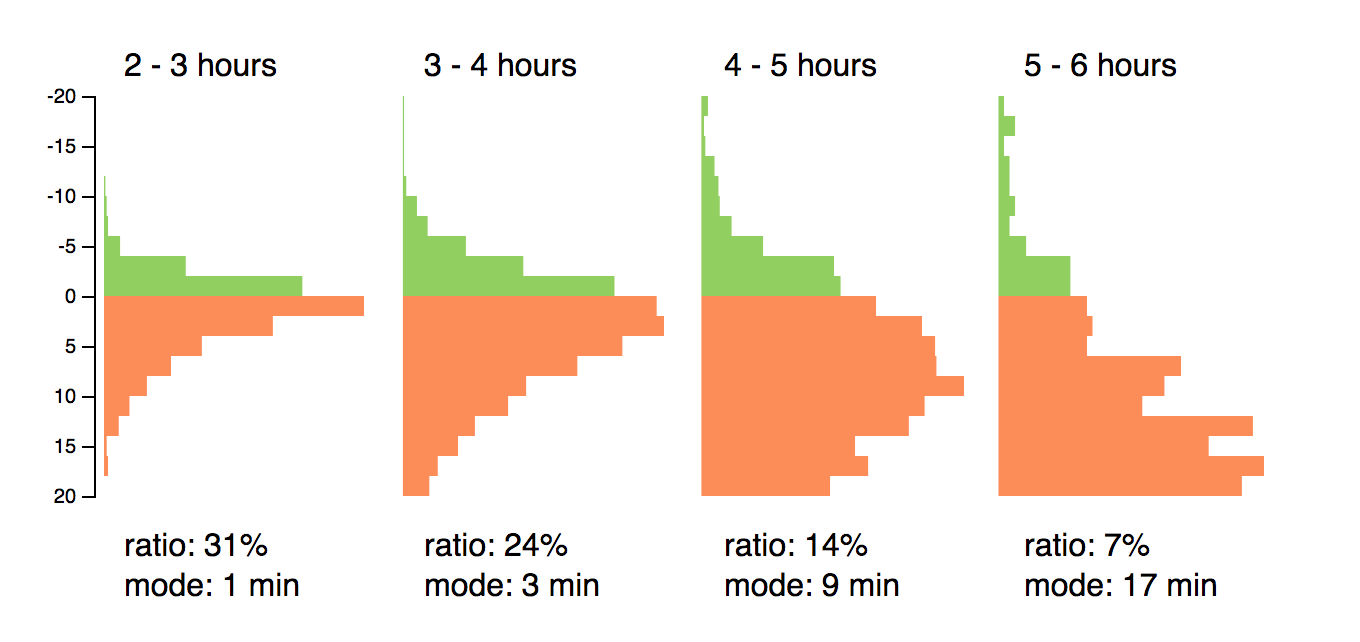 2 - 3 hours
3 - 4 hours
4 - 5 hours
5 - 6 hours
-20
-15
-10
-5
0
5
10
15
20
ratio: 31%
mode: 1 min
ratio: 24%
mode: 3 min
ratio: 14%
mode: 9 min
ratio: 7%
mode: 17 min